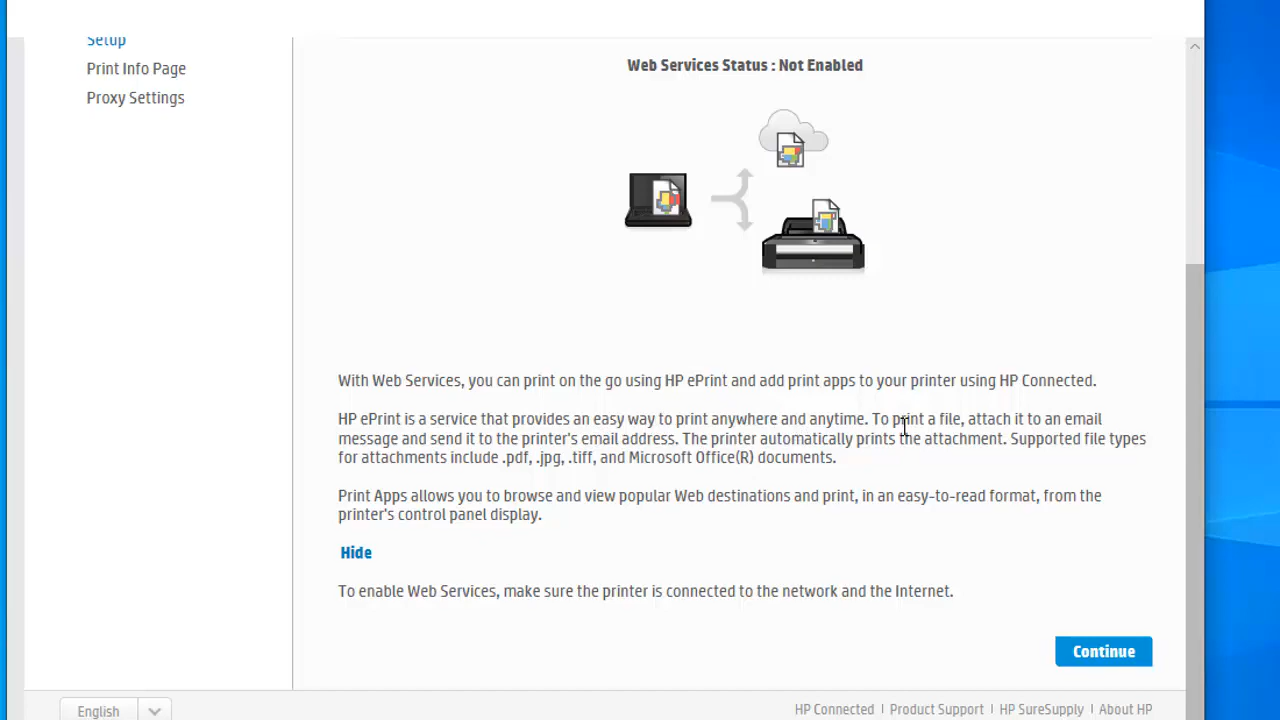 Setup
Print Info Page
Proxy Settings
Web Services Status : Not Enabled
With Web Services, you can print on the go using HP ePrint and add print apps to your printer using HP Connected.
HP ePrint is a service that provides an easy way to print anywhere and anytime. To print a file, attach it to an email
message and send it to the printer's email address. The printer automatically prints the attachment. Supported file types
for attachments include .pdf, .jpg, .tiff, and Microsoft Office(R) documents.
Print Apps allows you to browse and view popular Web destinations and print, in an easy-to-read format, from the
printer's control panel display.
Hide
To enable Web Services, make sure the printer is connected to the network and the Internet.
Continue
English
HP Connected | Product Support | HP SureSupply | About HP